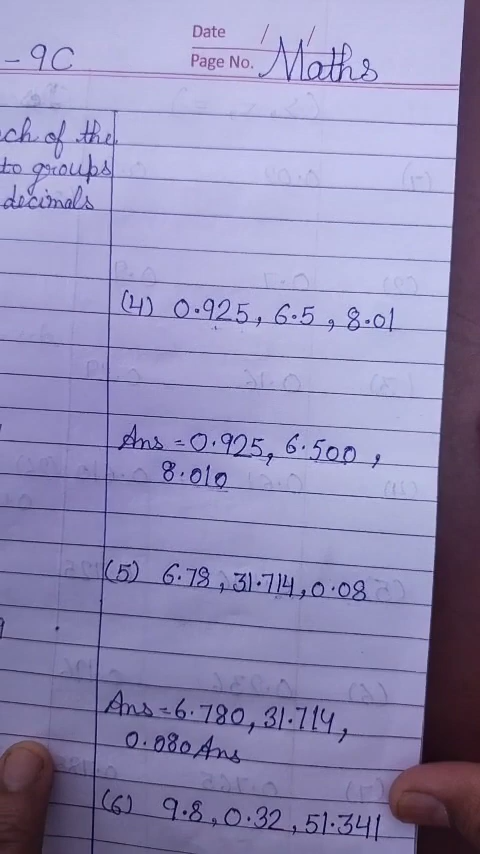 Date / /
Page No. Maths
-9C
ch of the
to groups
decimals
(4) 0.925, 6.5, 8.01
Ans = 0.925, 6.500,
8.010
(5) 6.78, 31.714, 0.08
Ans = 6.780, 31.714,
0.080 Ans
(6) 9.8, 0.32, 51.341